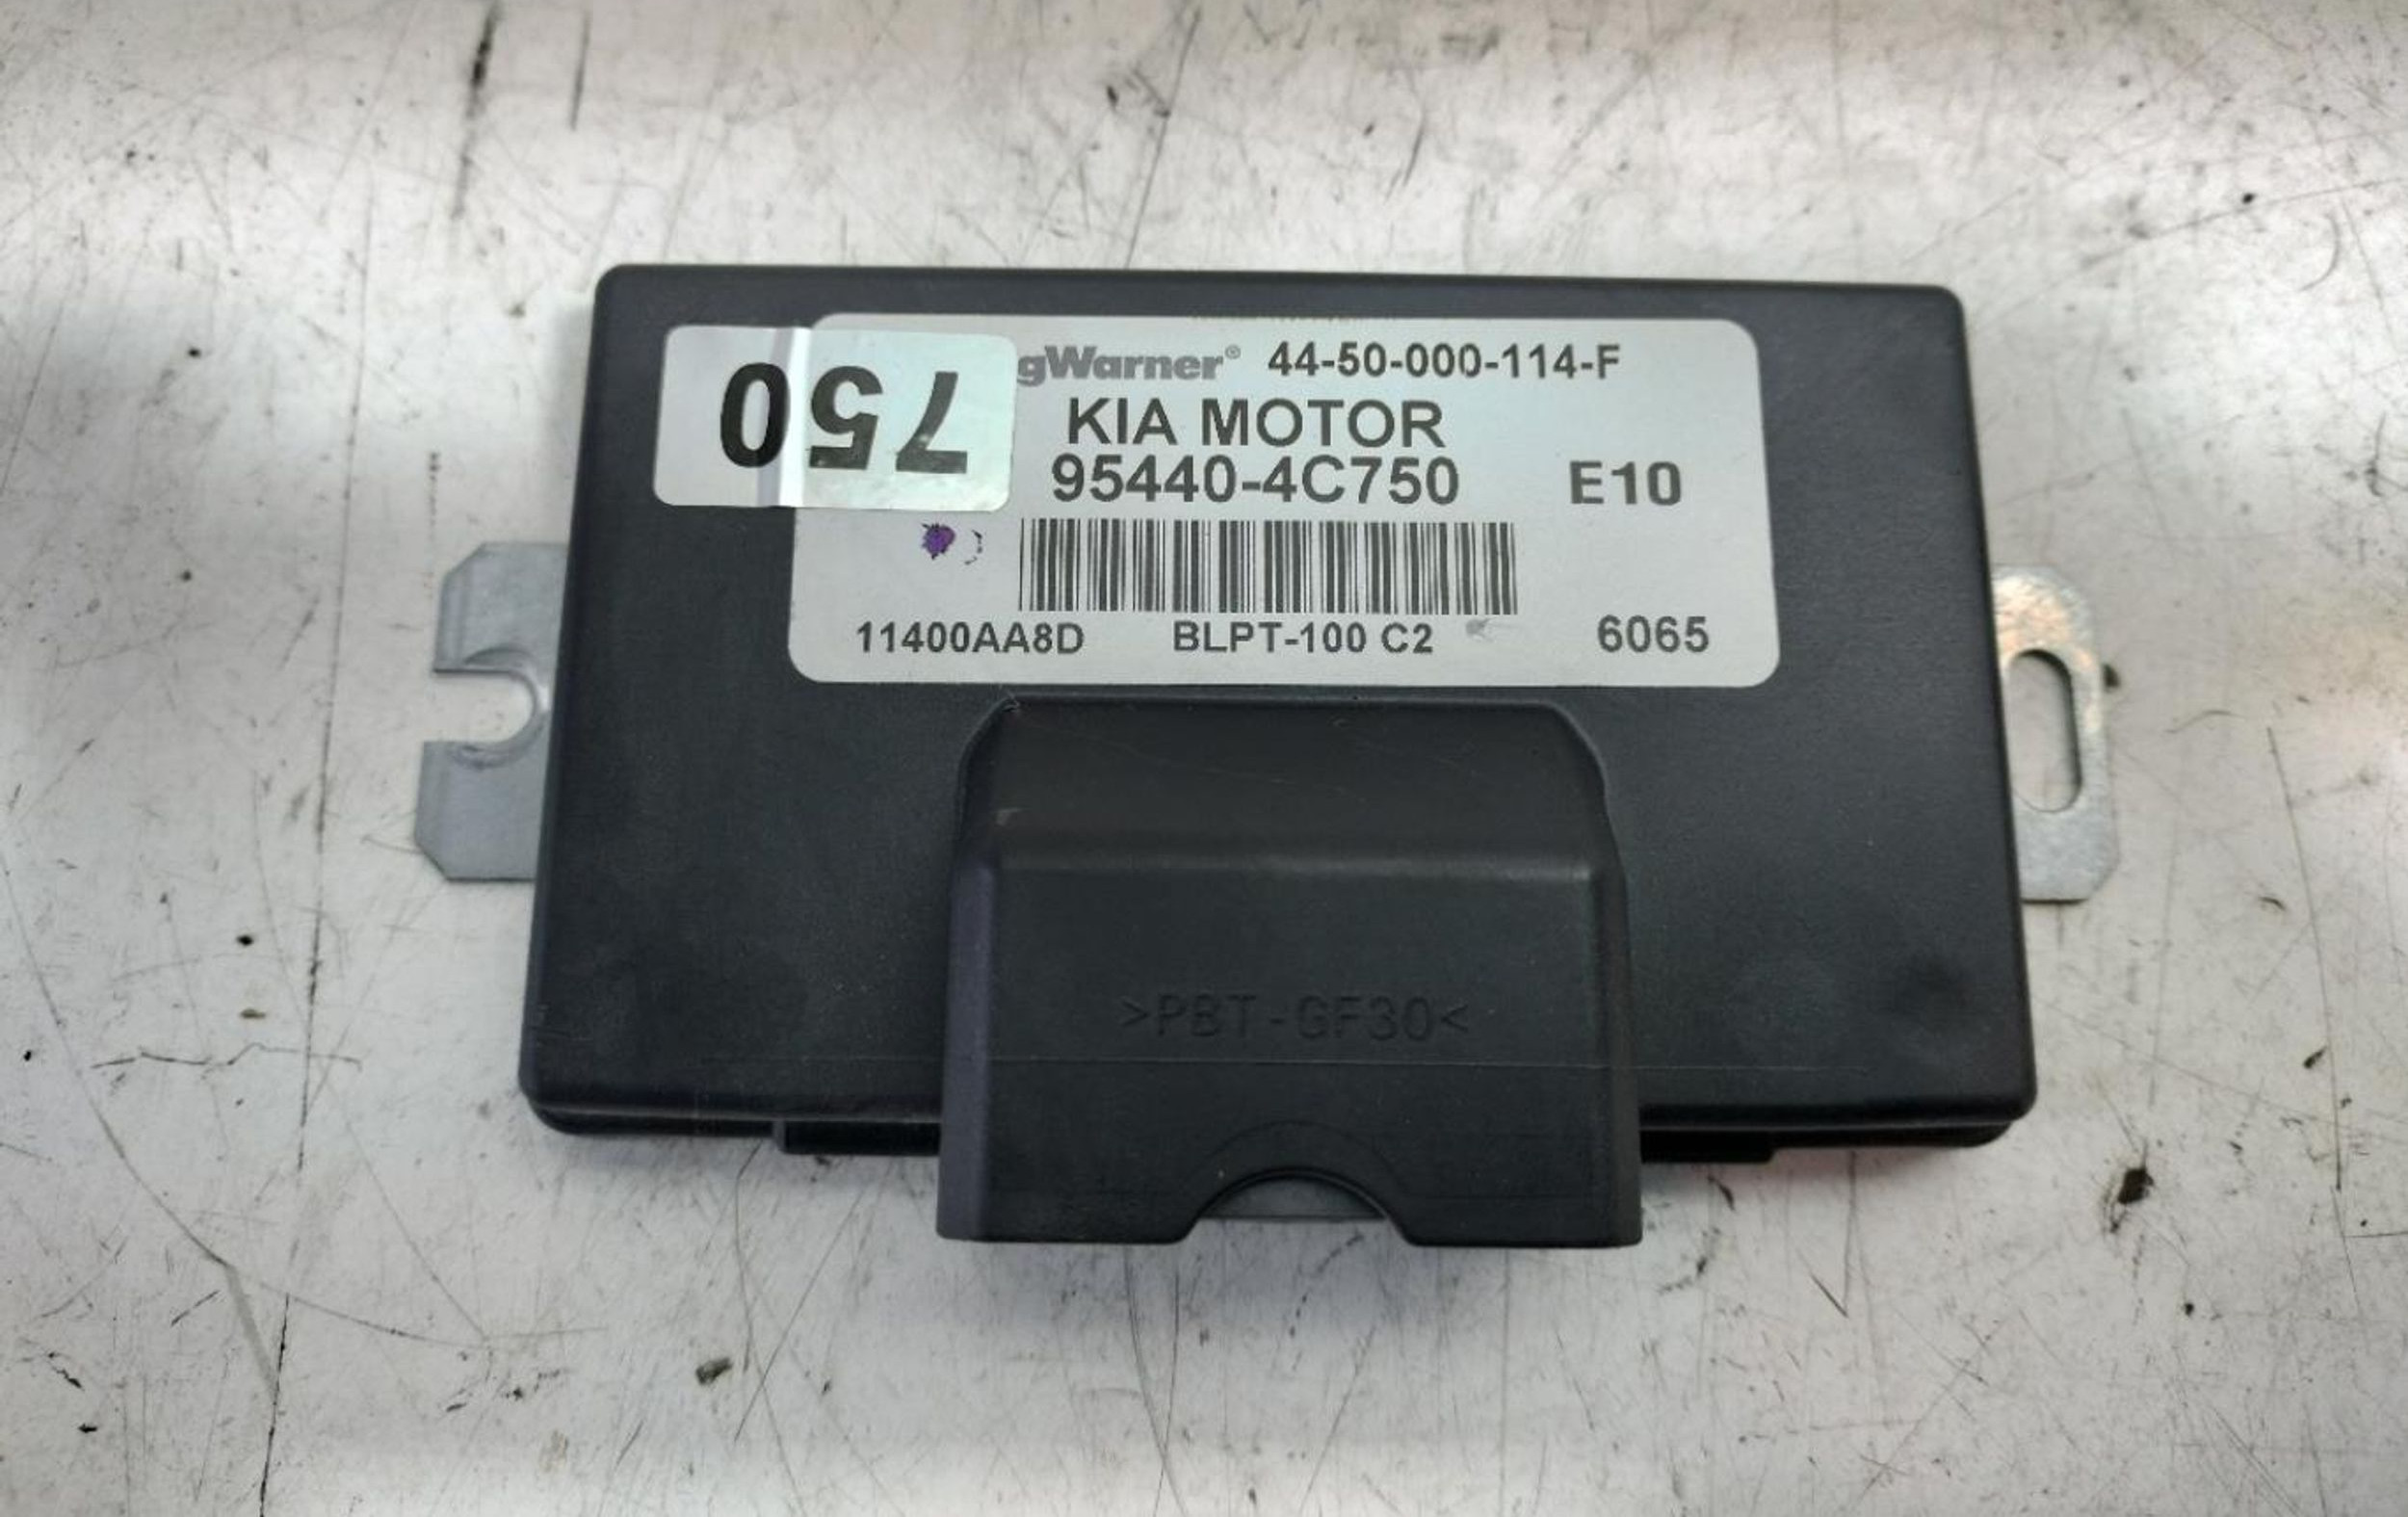 750
gWarner® 44-50-000-114-F
KIA MOTOR
95440-4C750 E10
11400AA8D BLPT-100 C2 6065
>PBT-GF30<